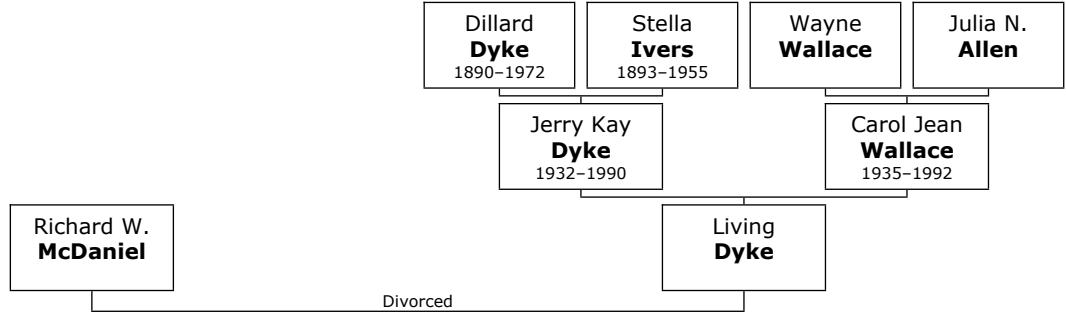 Dillard
Dyke
1890–1972
Stella
Ivers
1893–1955
Wayne
Wallace
Julia N.
Allen
Jerry Kay
Dyke
1932–1990
Carol Jean
Wallace
1935–1992
Richard W.
McDaniel
Living
Dyke
Divorced